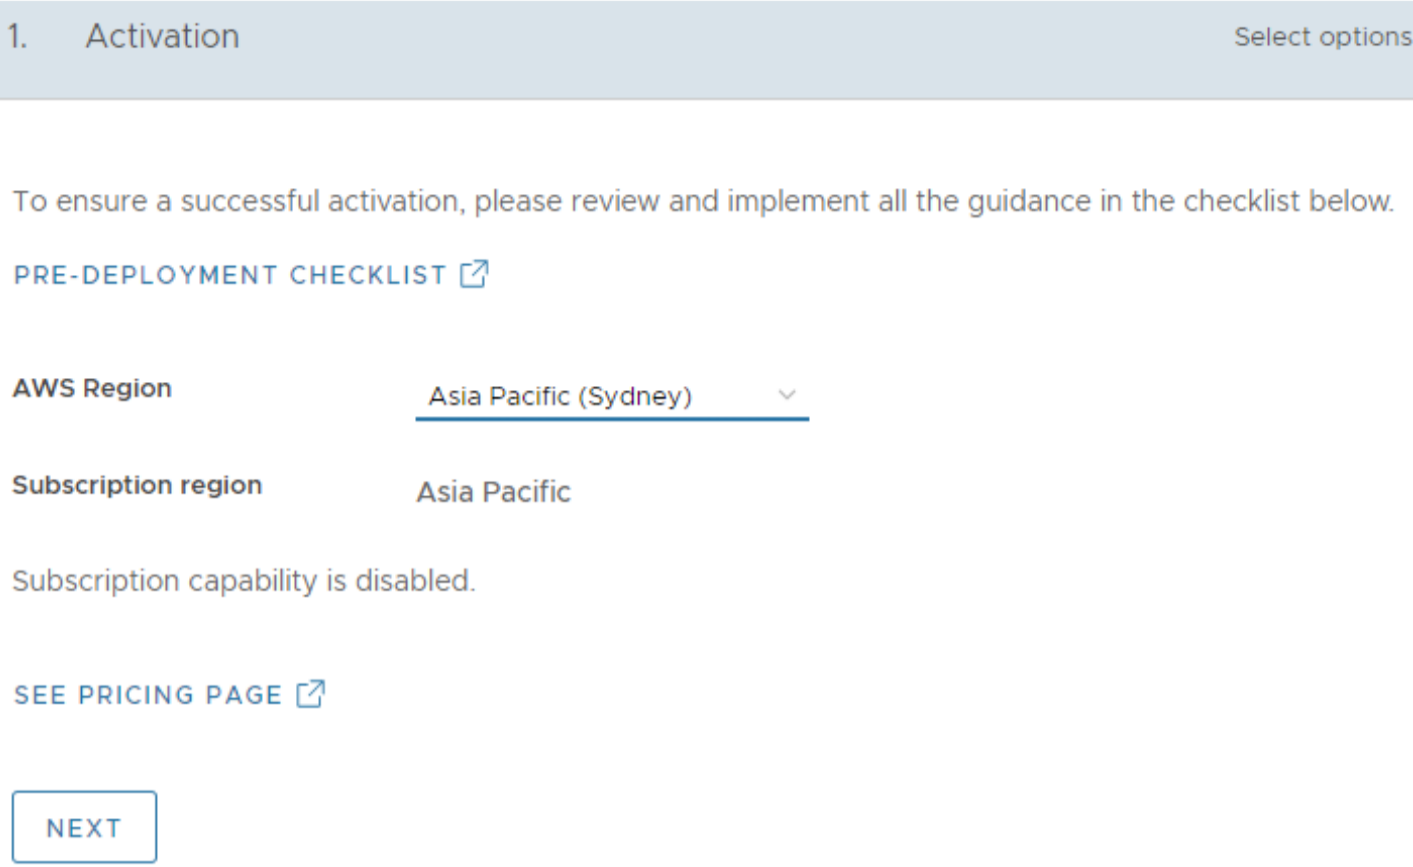 1. Activation Select options
To ensure a successful activation, please review and implement all the guidance in the checklist below.
PRE-DEPLOYMENT CHECKLIST
AWS Region Asia Pacific (Sydney)
Subscription region Asia Pacific
Subscription capability is disabled.
SEE PRICING PAGE
NEXT